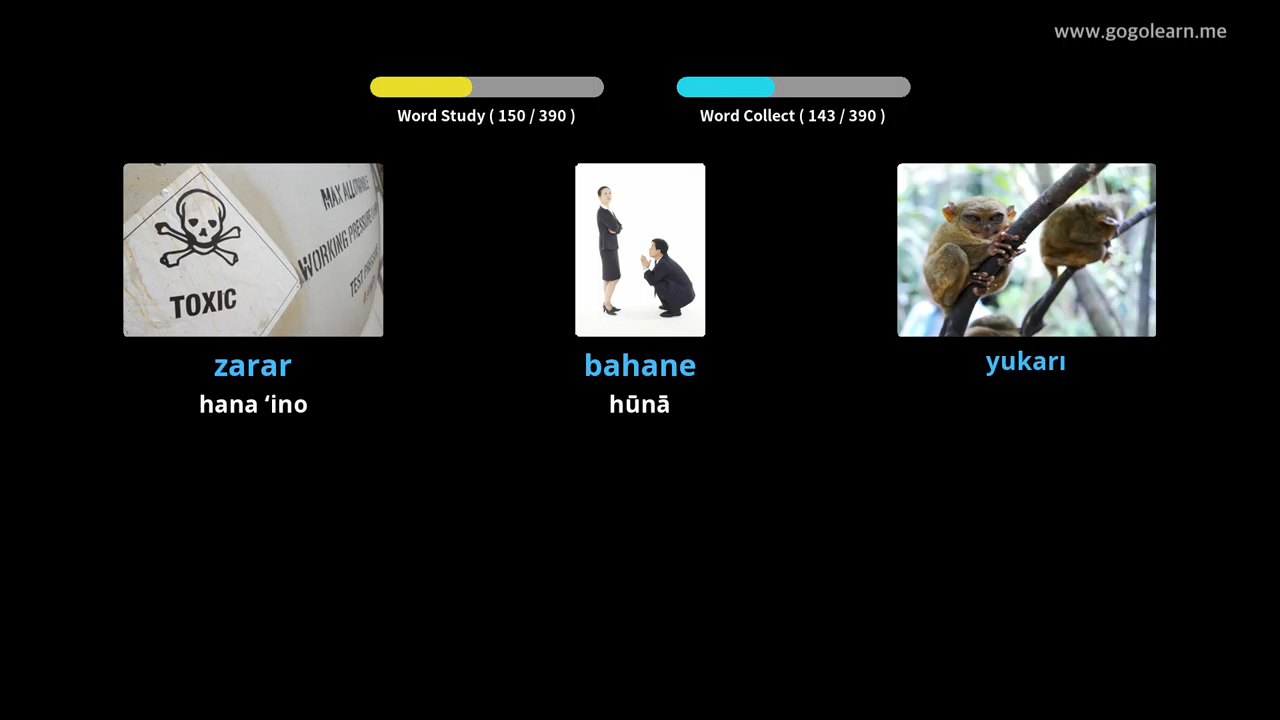 www.gogolearn.me
Word Study ( 150 / 390 )
Word Collect ( 143 / 390 )
MAX ALLOWABLE
WORKING PRESSURE
TEST PRESSURE
TOXIC
zarar
bahane
yukarı
hana ‘ino
hūnā